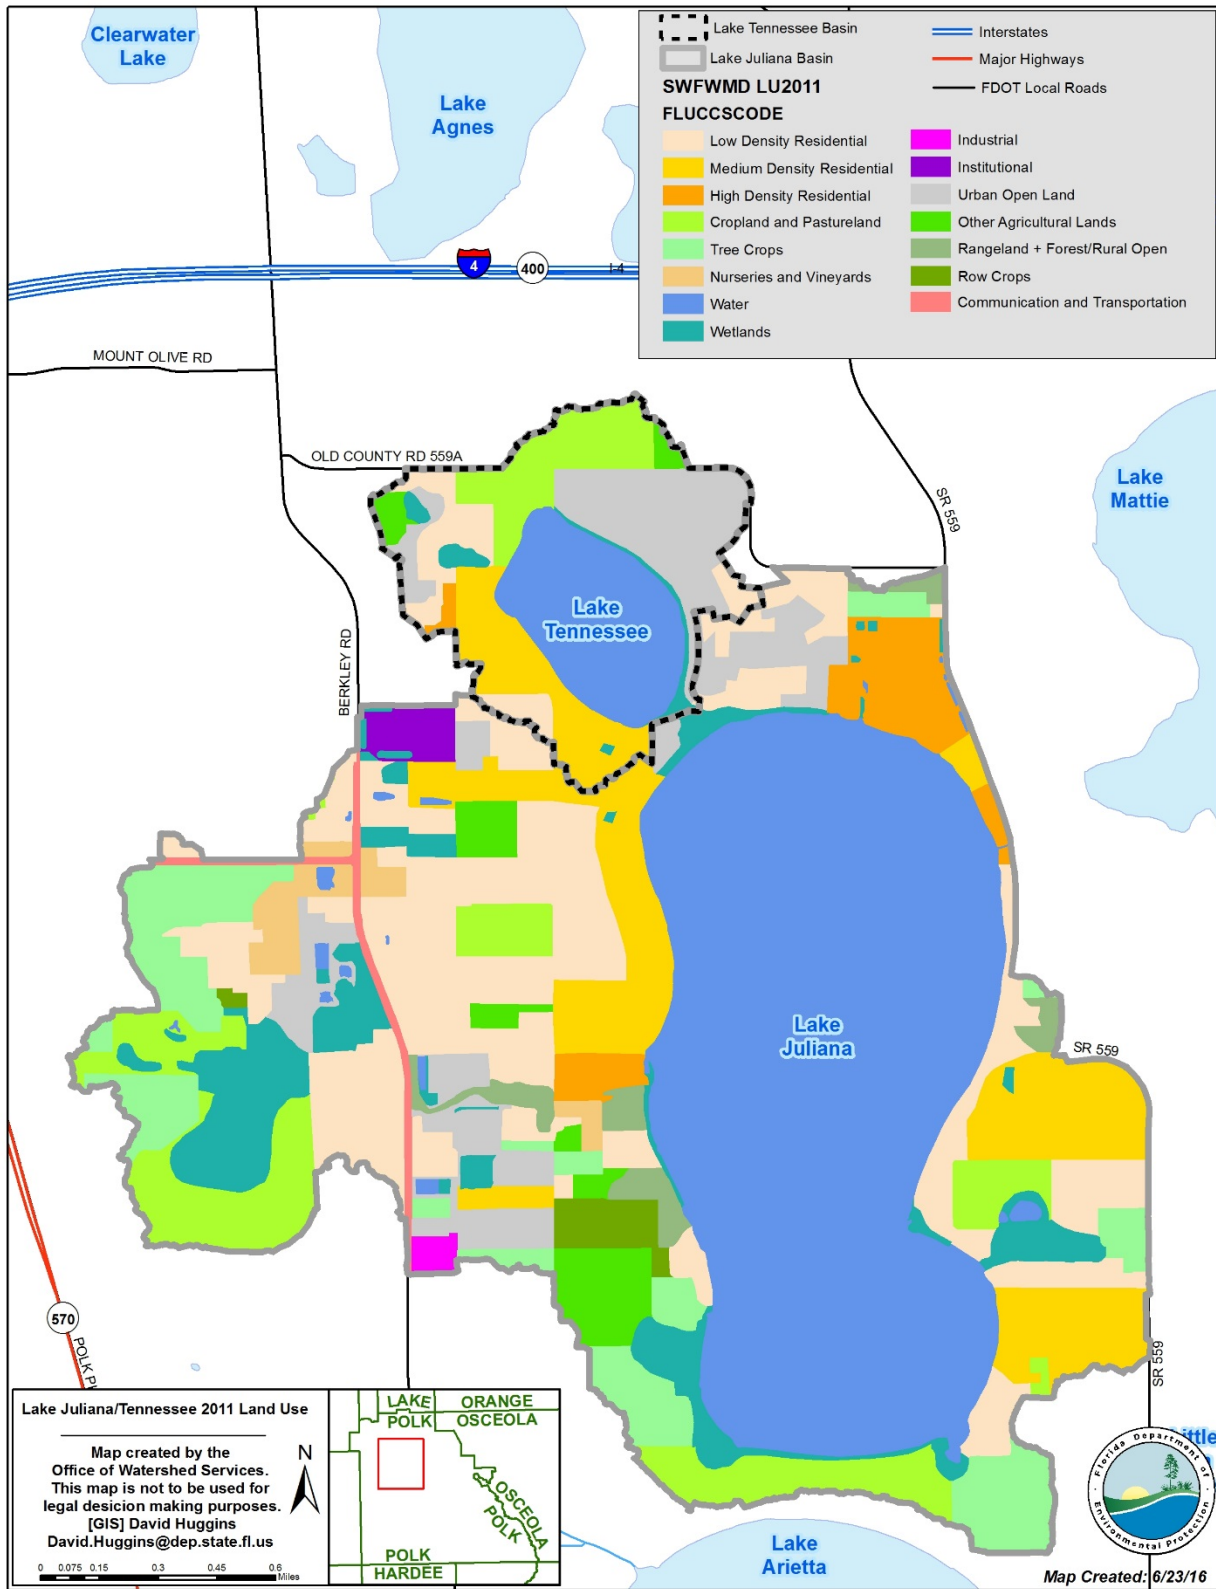 Clearwater
Lake
Lake
Agnes
Lake Tennessee Basin
Lake Juliana Basin
SWFWMD LU2011
FLUCCSCODE
Low Density Residential
Medium Density Residential
High Density Residential
Cropland and Pastureland
Tree Crops
Nurseries and Vineyards
Water
Wetlands
Interstates
Major Highways
FDOT Local Roads
Industrial
Institutional
Urban Open Land
Other Agricultural Lands
Rangeland + Forest/Rural Open
Row Crops
Communication and Transportation
4
400
I-4
MOUNT OLIVE RD
OLD COUNTY RD 559A
SR 559
Lake
Mattie
Lake
Tennessee
BERKLEY RD
Lake
Juliana
SR 559
570
POLK
SR 559
Lake Juliana/Tennessee 2011 Land Use
Map created by the
Office of Watershed Services.
This map is not to be used for
legal desicion making purposes.
[GIS] David Huggins
David.Huggins@dep.state.fl.us
0 0.075 0.15 0.3 0.45 0.6
Miles
N
LAKE
POLK
ORANGE
OSCEOLA
OSCEOLA
POLK
POLK
HARDEE
Little
Florida Department of
Environmental Protection
Lake
Arietta
Map Created: 6/23/16